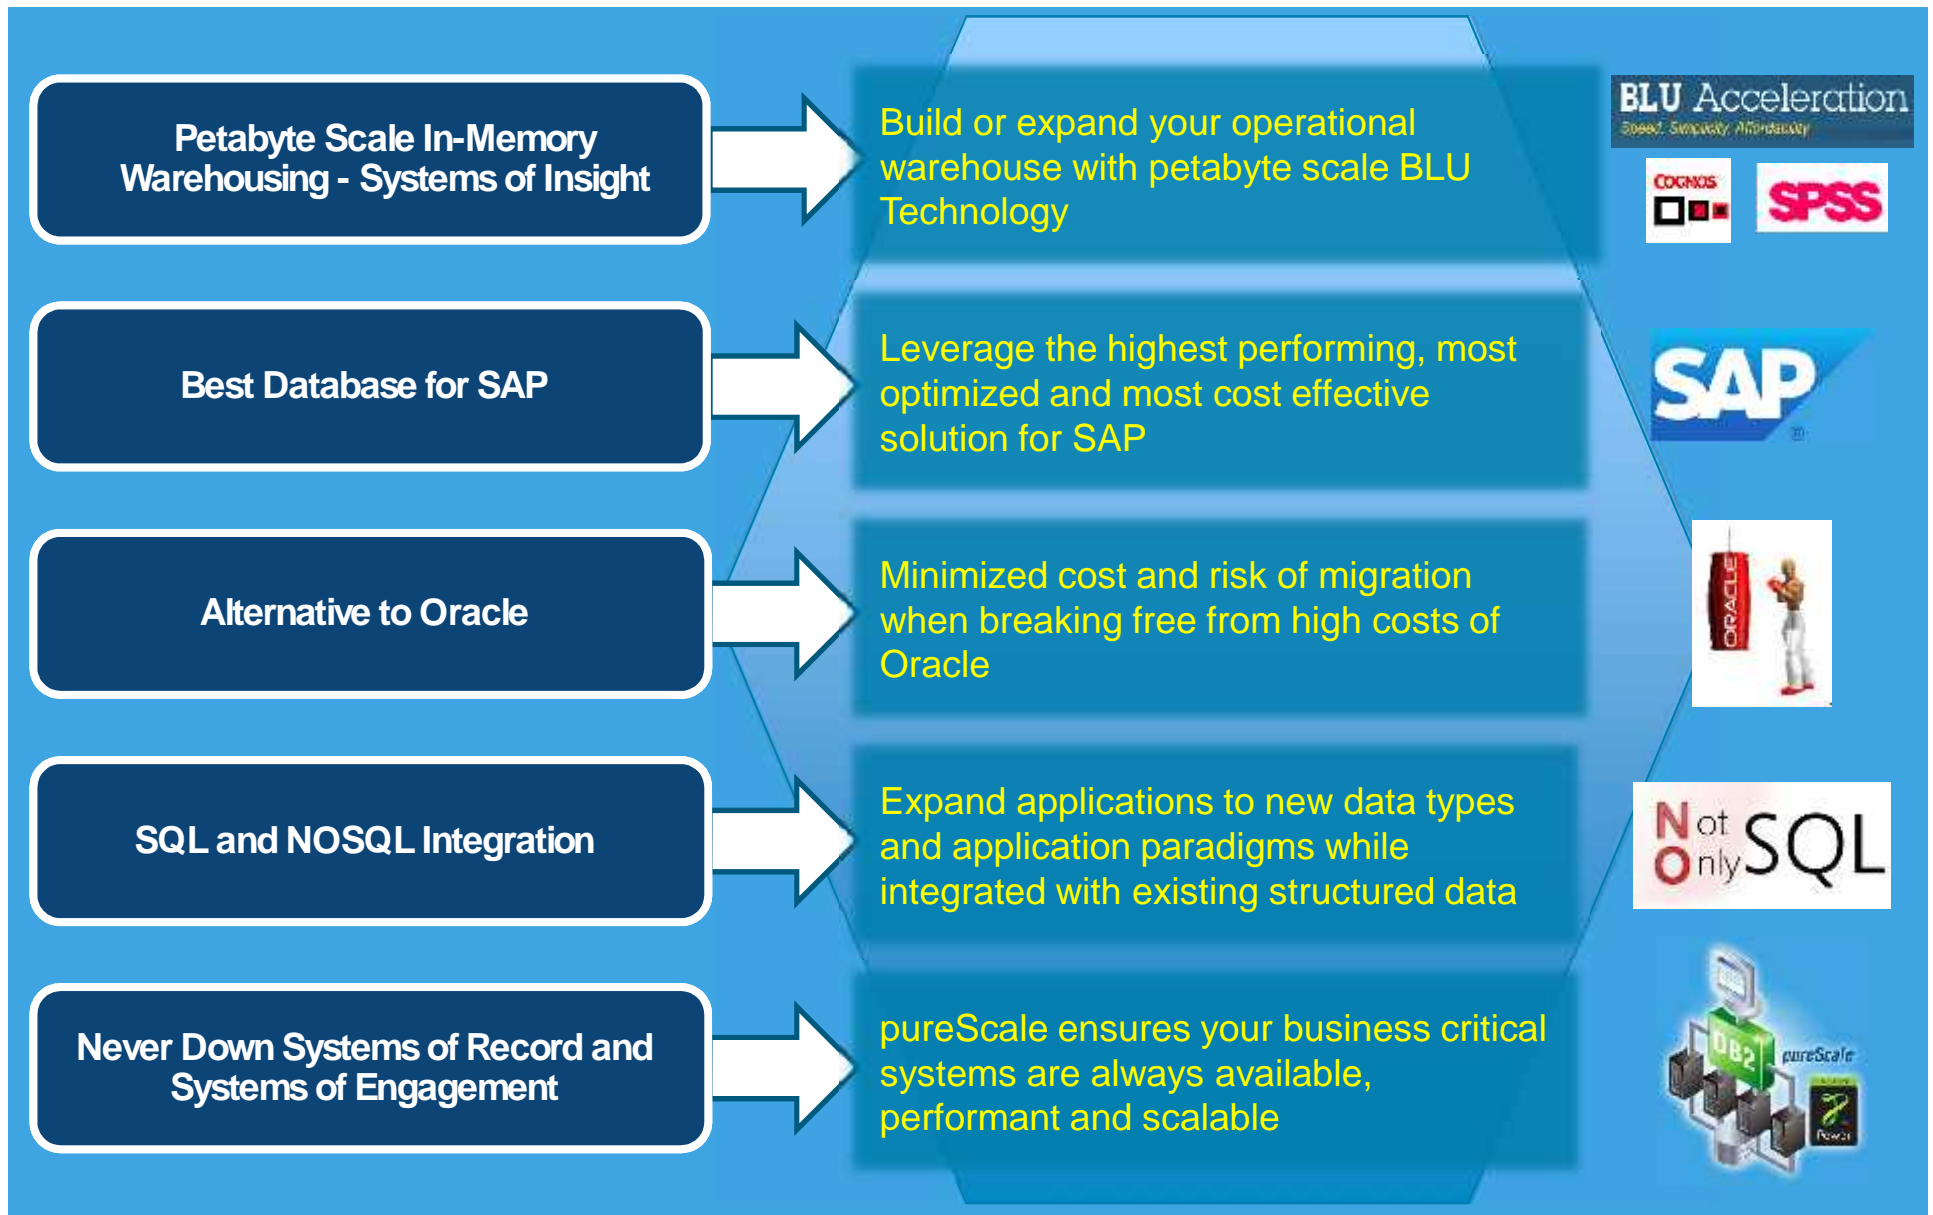 Petabyte Scale In-Memory
Warehousing - Systems of Insight
Build or expand your operational
warehouse with petabyte scale BLU
Technology
BLU Acceleration
Speed. Simplicity. Affordability
COGNOS
SPSS
Best Database for SAP
Leverage the highest performing, most
optimized and most cost effective
solution for SAP
SAP
®
Alternative to Oracle
Minimized cost and risk of migration
when breaking free from high costs of
Oracle
ORACLE
SQL and NOSQL Integration
Expand applications to new data types
and application paradigms while
integrated with existing structured data
Not
Only SQL
Never Down Systems of Record and
Systems of Engagement
pureScale ensures your business critical
systems are always available,
performant and scalable
DB2
pureScale
Power